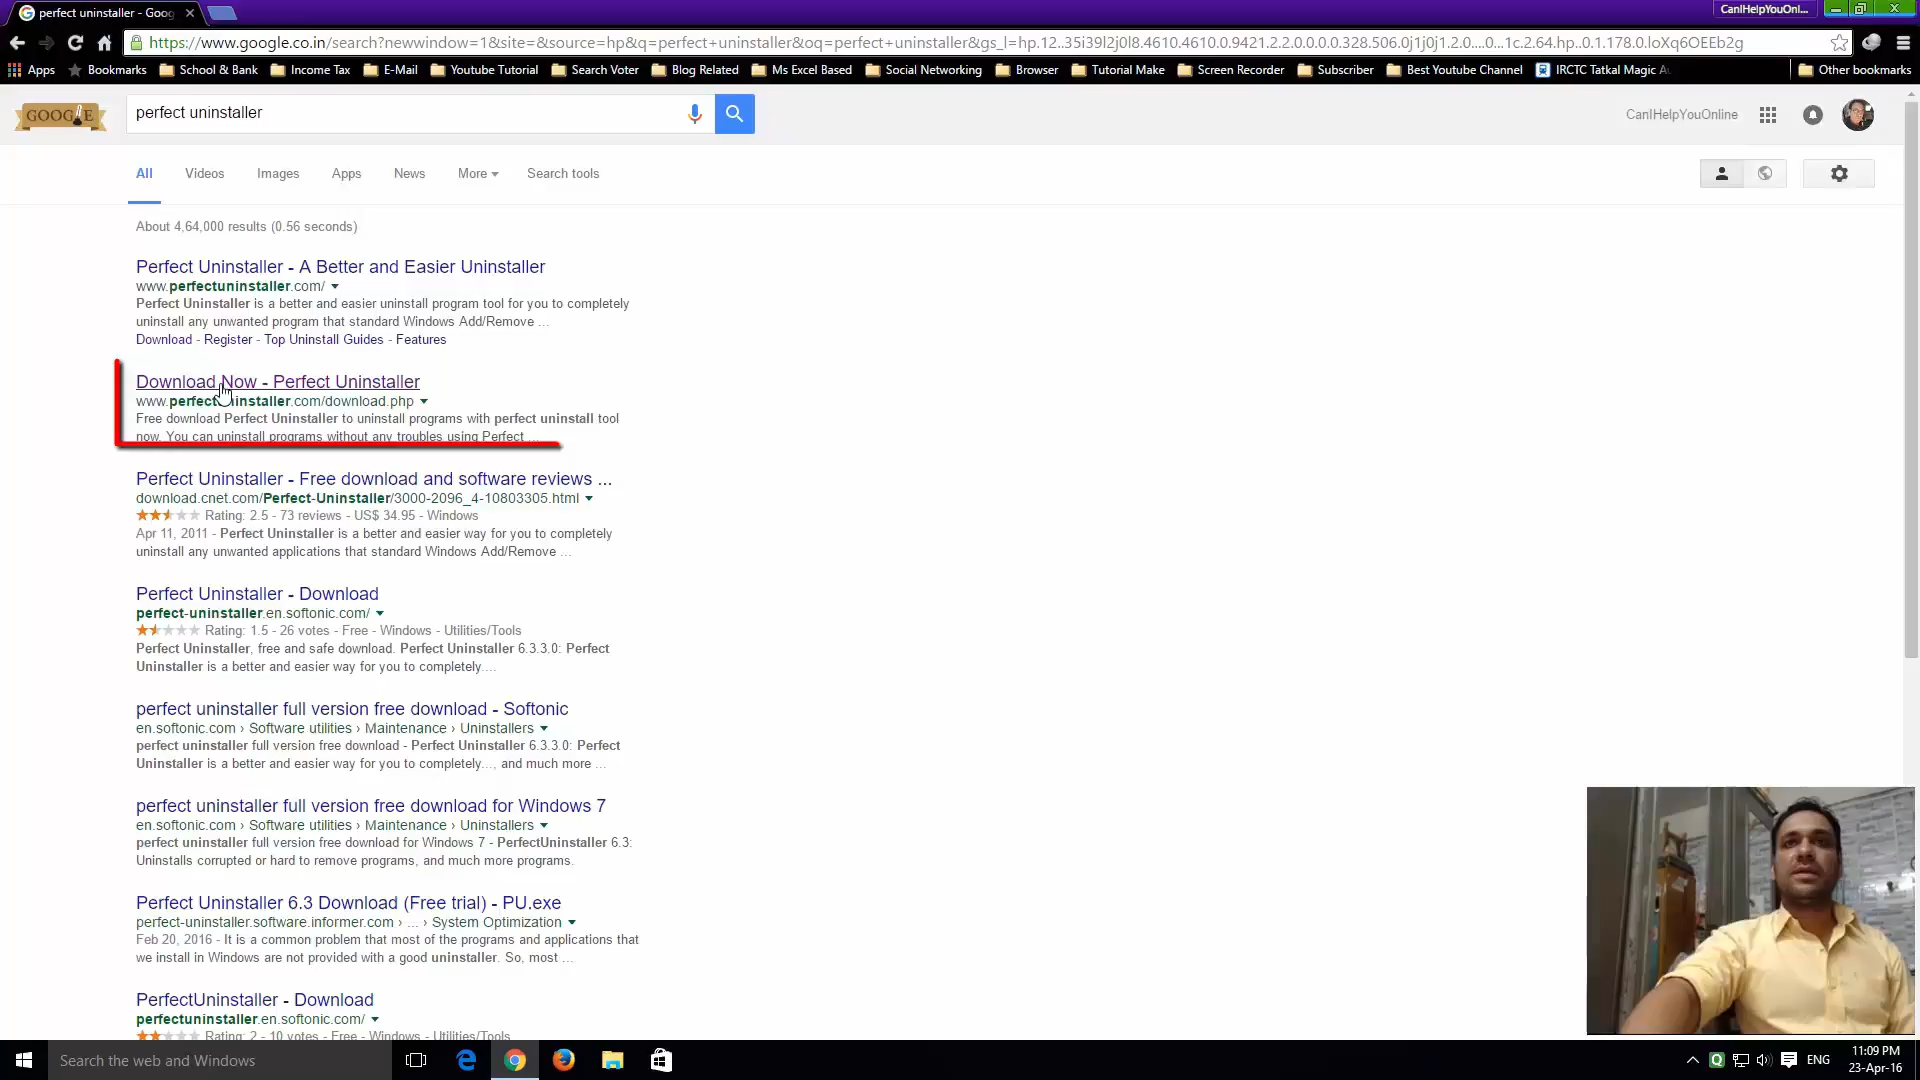 perfect uninstaller - Goog
CanIHelpYouOnl...
https://www.google.co.in/search?newwindow=1&site=&source=hp&q=perfect+uninstaller&oq=perfect+uninstaller&gs_l=hp.12..35i39l2j0l8.4610.4610.0.9421.2.2.0.0.0.0.328.506.0j1j0j1.2.0....0...1c.2.64.hp..0.1.178.0.loXq6OEEb2g
Apps Bookmarks School & Bank Income Tax E-Mail Youtube Tutorial Search Voter Blog Related Ms Excel Based Social Networking Browser Tutorial Make Screen Recorder Subscriber Best Youtube Channel IRCTC Tatkal Magic Au Other bookmarks
GOOGLE perfect uninstaller CanIHelpYouOnline
All Videos Images Apps News More Search tools
About 4,64,000 results (0.56 seconds)
Perfect Uninstaller - A Better and Easier Uninstaller
www.perfectuninstaller.com/
Perfect Uninstaller is a better and easier uninstall program tool for you to completely
uninstall any unwanted program that standard Windows Add/Remove ...
Download - Register - Top Uninstall Guides - Features
Download Now - Perfect Uninstaller
www.perfectuninstaller.com/download.php
Free download Perfect Uninstaller to uninstall programs with perfect uninstall tool
now. You can uninstall programs without any troubles using Perfect ...
Perfect Uninstaller - Free download and software reviews ...
download.cnet.com/Perfect-Uninstaller/3000-2096_4-10803305.html
Rating: 2.5 - 73 reviews - US$ 34.95 - Windows
Apr 11, 2011 - Perfect Uninstaller is a better and easier way for you to completely
uninstall any unwanted applications that standard Windows Add/Remove ...
Perfect Uninstaller - Download
perfect-uninstaller.en.softonic.com/
Rating: 1.5 - 26 votes - Free - Windows - Utilities/Tools
Perfect Uninstaller, free and safe download. Perfect Uninstaller 6.3.3.0: Perfect
Uninstaller is a better and easier way for you to completely....
perfect uninstaller full version free download - Softonic
en.softonic.com › Software utilities › Maintenance › Uninstallers
perfect uninstaller full version free download - Perfect Uninstaller 6.3.3.0: Perfect
Uninstaller is a better and easier way for you to completely..., and much more ...
perfect uninstaller full version free download for Windows 7
en.softonic.com › Software utilities › Maintenance › Uninstallers
perfect uninstaller full version free download for Windows 7 - PerfectUninstaller 6.3:
Uninstalls corrupted or hard to remove programs, and much more programs.
Perfect Uninstaller 6.3 Download (Free trial) - PU.exe
perfect-uninstaller.software.informer.com › ... › System Optimization
Feb 20, 2016 - It is a common problem that most of the programs and applications that
we install in Windows are not provided with a good uninstaller. So, most ...
PerfectUninstaller - Download
perfectuninstaller.en.softonic.com/
Rating: 2 - 10 votes - Free - Windows - Utilities/Tools
Search the web and Windows
ENG
11:09 PM
23-Apr-16